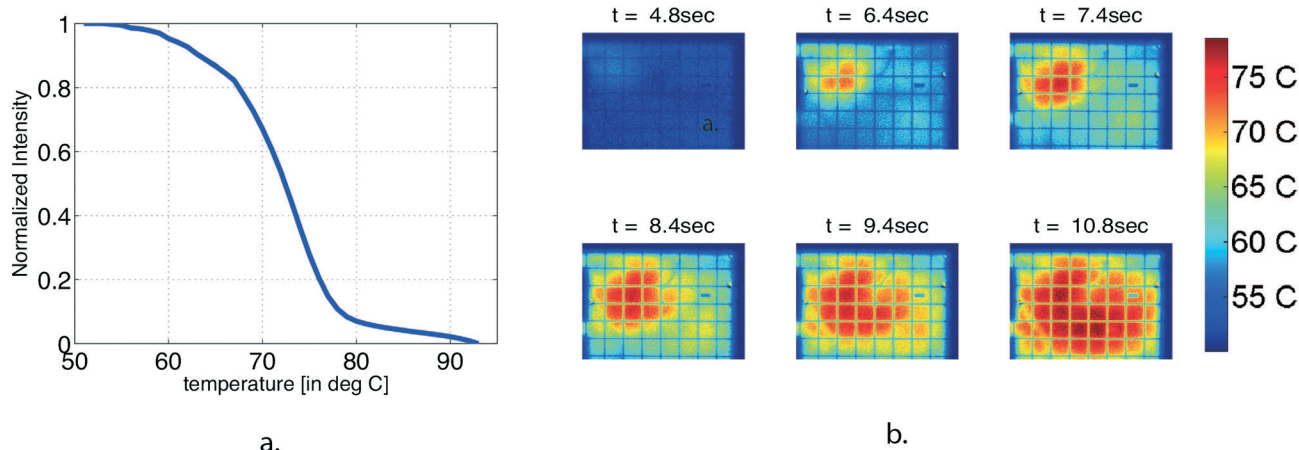 1
0.8
0.6
0.4
0.2
0
50
60
70
80
90
Normalized Intensity
temperature [in deg C]
a.
t = 4.8sec
t = 6.4sec
t = 7.4sec
a.
t = 8.4sec
t = 9.4sec
t = 10.8sec
75 C
70 C
65 C
60 C
55 C
b.